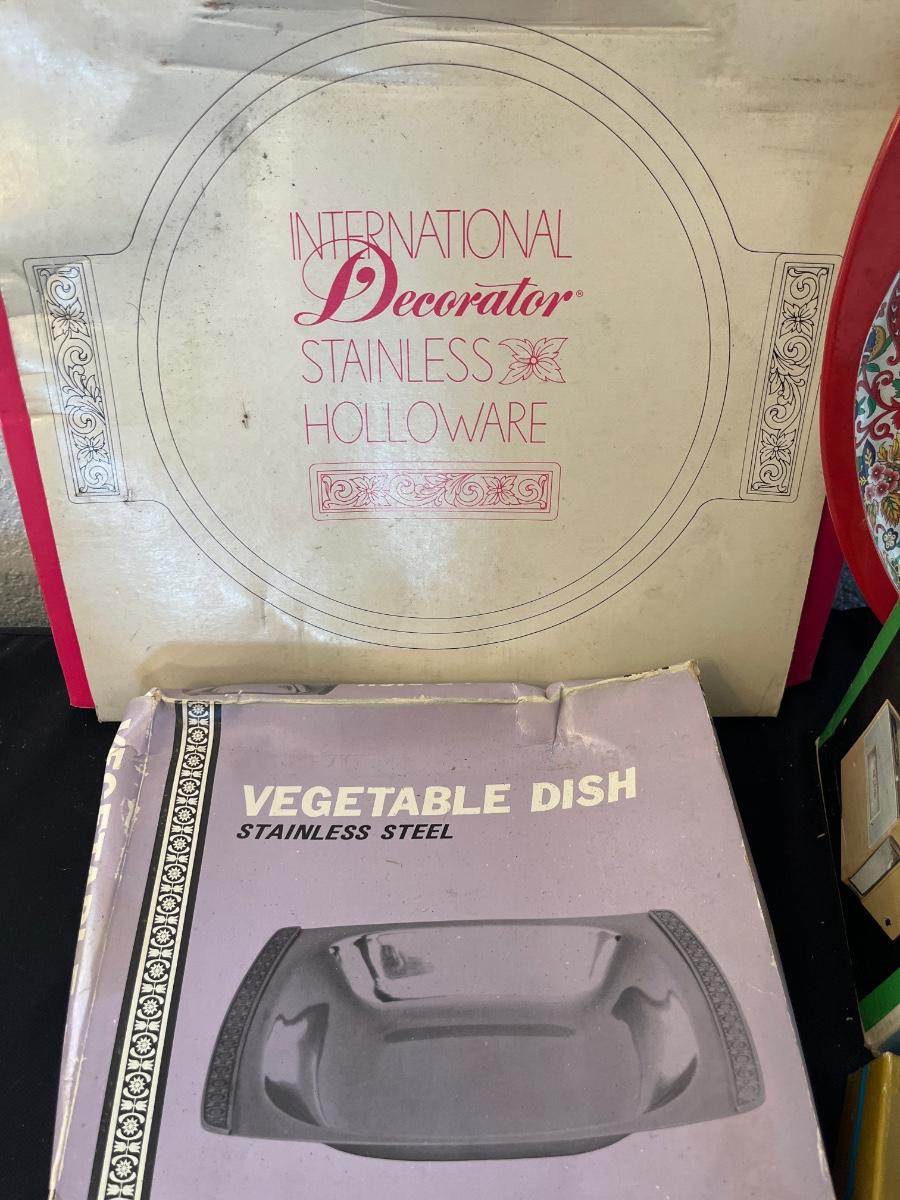 INTERNATIONAL
Decorator®
STAINLESS
HOLLOWARE
VEGETABLE DISH
STAINLESS STEEL